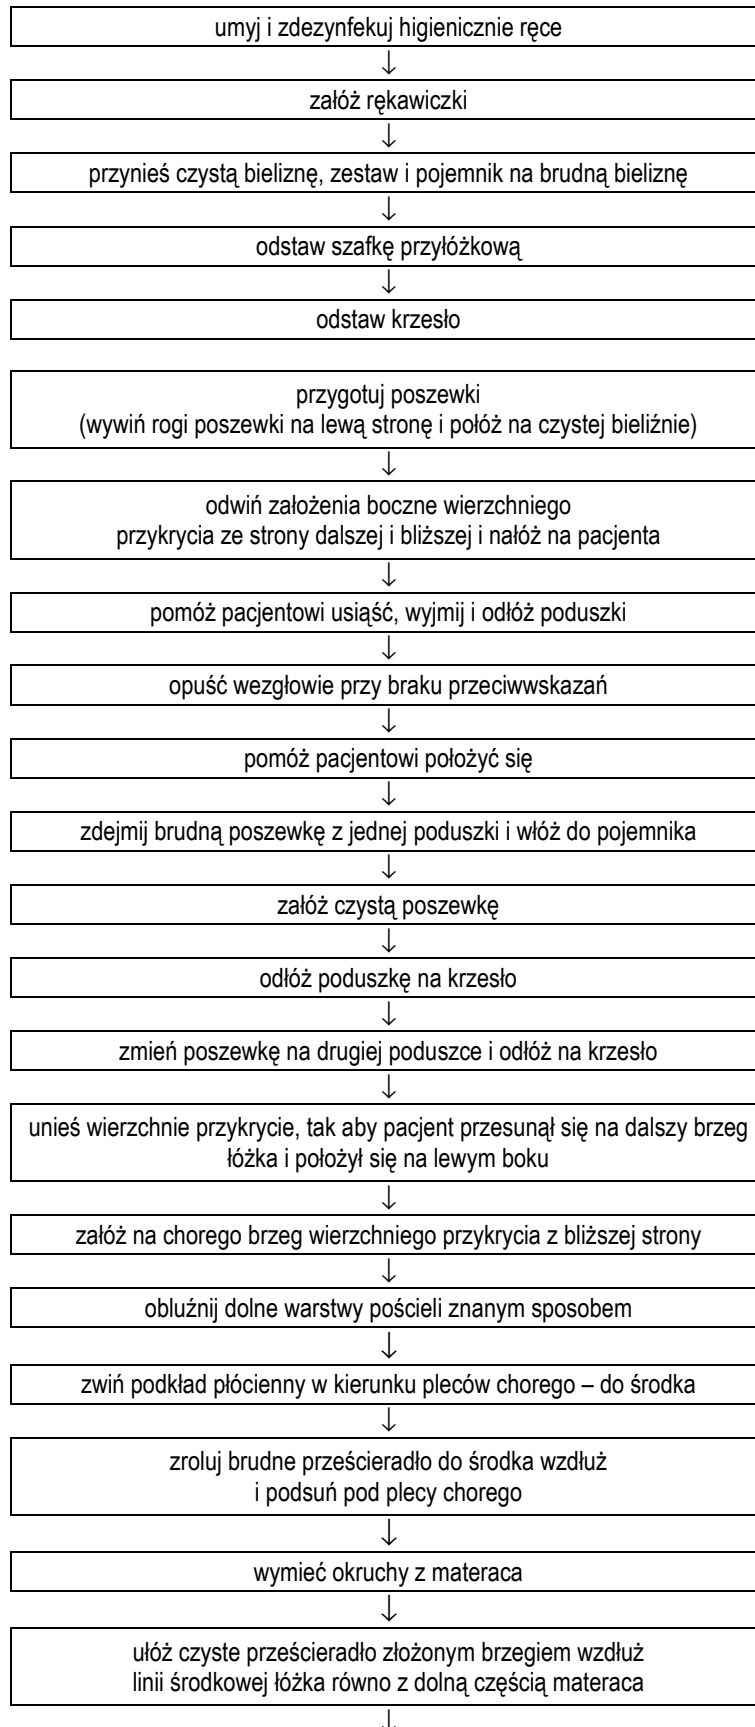 umyj i zdezynfekuj higienicznie ręce
↓
załóż rękawiczki
↓
przynieś czystą bieliznę, zestaw i pojemnik na brudną bieliznę
↓
odstaw szafkę przyłóżkową
↓
odstaw krzesło
przygotuj poszewki
(wywiń rogi poszewki na lewą stronę i połóż na czystej bieliźnie)
↓
odwiń założenia boczne wierzchniego
przykrycia ze strony dalszej i bliższej i nałóż na pacjenta
↓
pomóż pacjentowi usiąść, wyjmij i odłóż poduszki
↓
opuść wezgłowie przy braku przeciwwskazań
↓
pomóż pacjentowi położyć się
↓
zdejmij brudną poszewkę z jednej poduszki i włóż do pojemnika
↓
załóż czystą poszewkę
↓
odłóż poduszkę na krzesło
↓
zmień poszewkę na drugiej poduszce i odłóż na krzesło
↓
unieś wierzchnie przykrycie, tak aby pacjent przesunął się na dalszy brzeg
łóżka i położył się na lewym boku
↓
załóż na chorego brzeg wierzchniego przykrycia z bliższej strony
↓
obluźnij dolne warstwy pościeli znanym sposobem
↓
zwiń podkład płócienny w kierunku pleców chorego – do środka
↓
zroluj brudne prześcieradło do środka wzdłuż
i podsuń pod plecy chorego
↓
wymieć okruchy z materaca
↓
ułóż czyste prześcieradło złożonym brzegiem wzdłuż
linii środkowej łóżka równo z dolną częścią materaca
↓